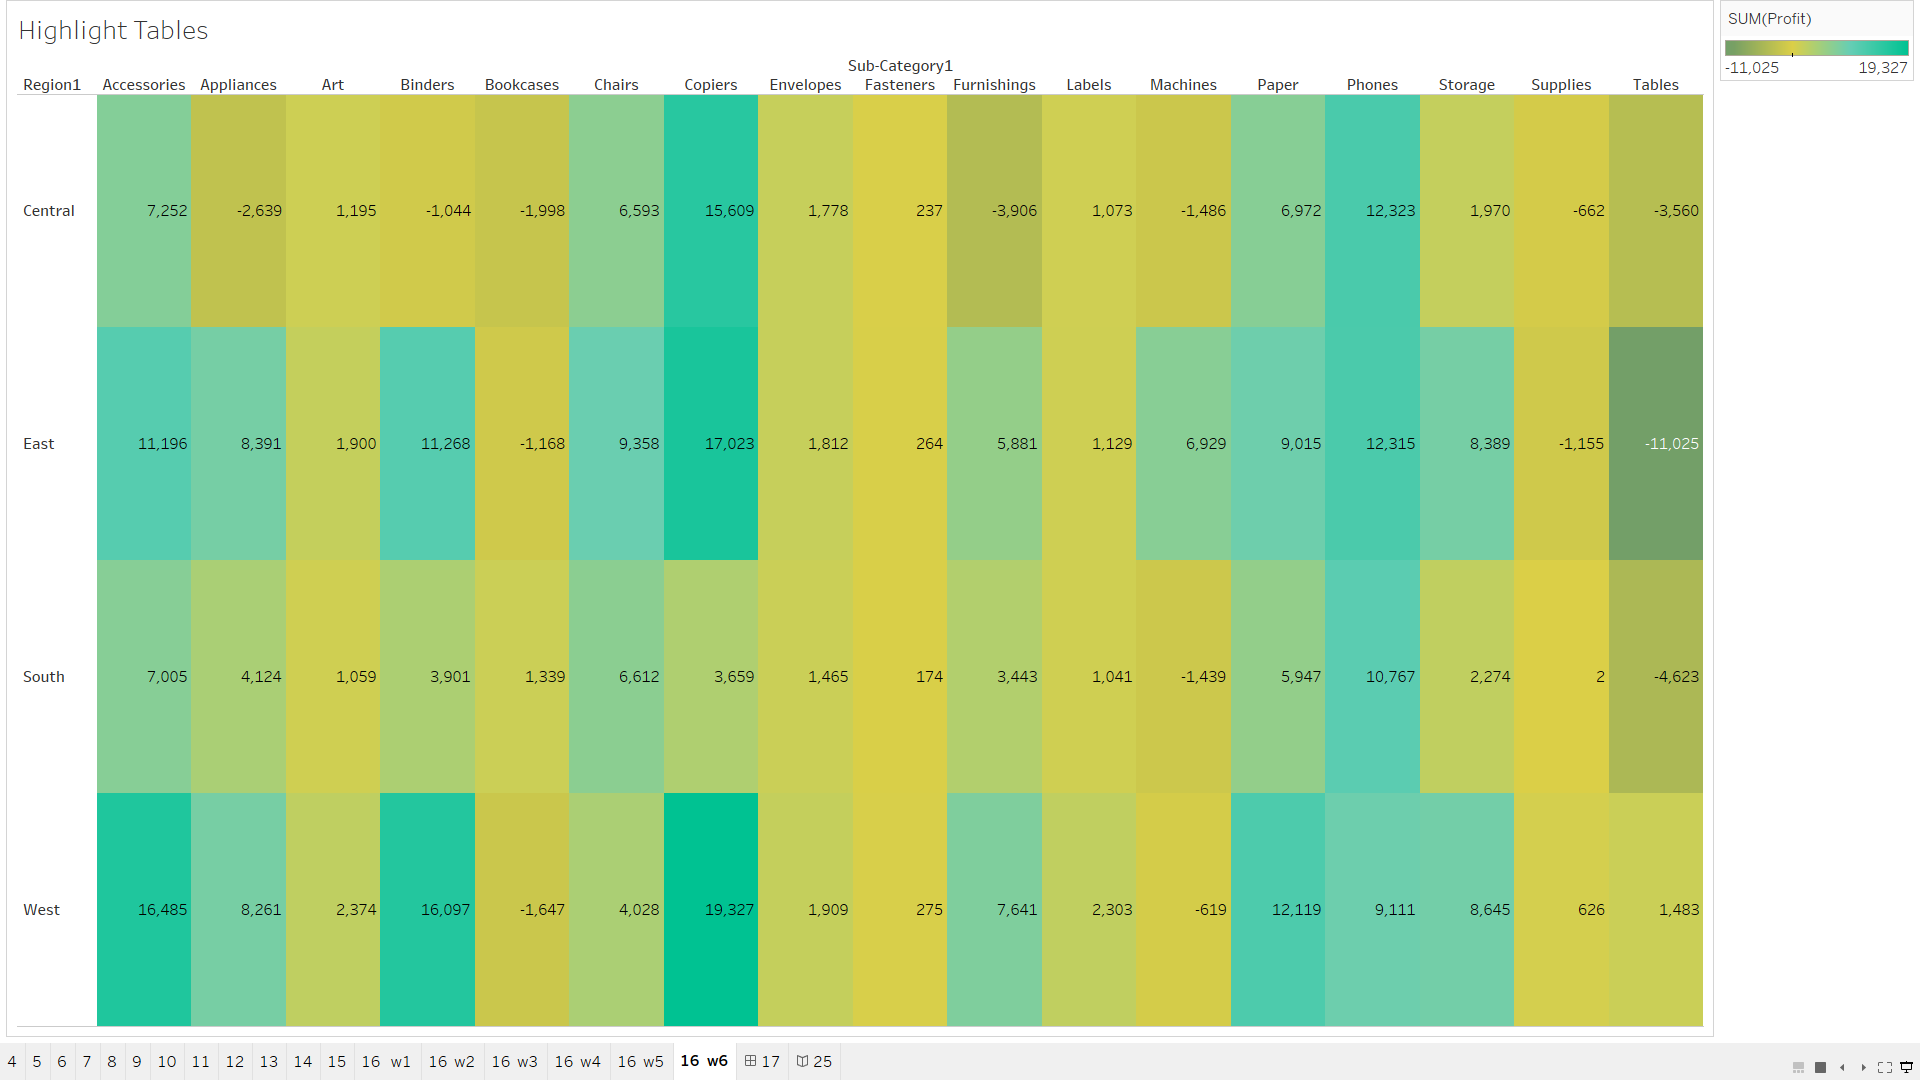 Highlight Tables
SUM(Profit)
-11,025 19,327
Sub-Category1
Region1 Accessories Appliances Art Binders Bookcases Chairs Copiers Envelopes Fasteners Furnishings Labels Machines Paper Phones Storage Supplies Tables
Central 7,252 -2,639 1,195 -1,044 -1,998 6,593 15,609 1,778 237 -3,906 1,073 -1,486 6,972 12,323 1,970 -662 -3,560
East 11,196 8,391 1,900 11,268 -1,168 9,358 17,023 1,812 264 5,881 1,129 6,929 9,015 12,315 8,389 -1,155 -11,025
South 7,005 4,124 1,059 3,901 1,339 6,612 3,659 1,465 174 3,443 1,041 -1,439 5,947 10,767 2,274 2 -4,623
West 16,485 8,261 2,374 16,097 -1,647 4,028 19,327 1,909 275 7,641 2,303 -619 12,119 9,111 8,645 626 1,483
4 5 6 7 8 9 10 11 12 13 14 15 16 w1 16 w2 16 w3 16 w4 16 w5 16 w6 17 25